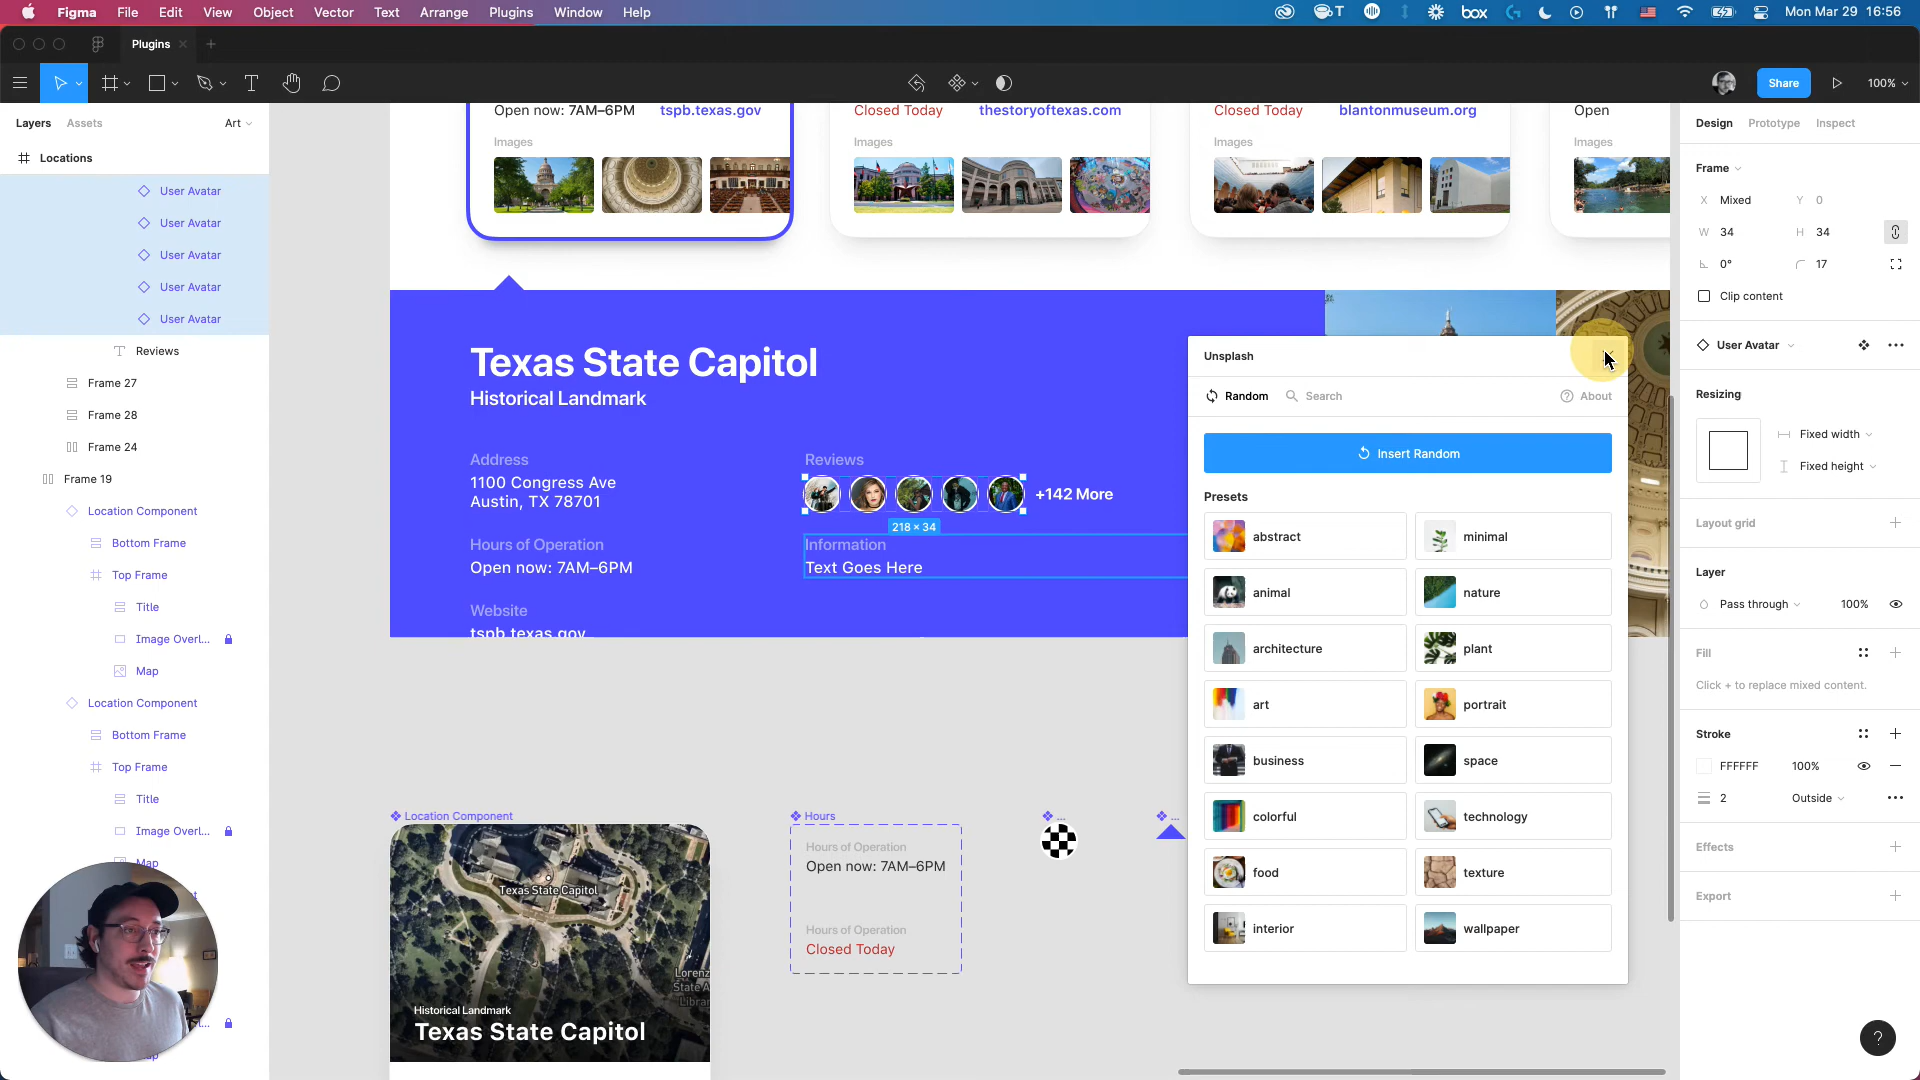 Figma File Edit View Object Vector Text Arrange Plugins Window Help
T box Mon Mar 29 16:56
Plugins
Share 100%
Layers Assets Art
Locations
User Avatar
User Avatar
User Avatar
User Avatar
User Avatar
Reviews
Frame 27
Frame 28
Frame 24
Frame 19
Location Component
Bottom Frame
Top Frame
Title
Image Overl...
Map
Location Component
Bottom Frame
Top Frame
Title
Image Overl...
Map
Open now: 7AM–6PM tspb.texas.gov
Images
Closed Today thestoryoftexas.com
Images
Closed Today blantonmuseum.org
Images
Open
Images
Texas State Capitol
Historical Landmark
Address
1100 Congress Ave
Austin, TX 78701
Hours of Operation
Open now: 7AM–6PM
Website
tspb.texas.gov
Reviews
+142 More
218 × 34
Information
Text Goes Here
Location Component
Texas State Capitol
Lorenz
State A
Librar
Historical Landmark
Texas State Capitol
Hours
Hours of Operation
Open now: 7AM–6PM
Hours of Operation
Closed Today
...
...
Unsplash
Random Search About
Insert Random
Presets
abstract minimal
animal nature
architecture plant
art portrait
business space
colorful technology
food texture
interior wallpaper
Design Prototype Inspect
Frame
X Mixed Y 0
W 34 H 34
0° 17
Clip content
User Avatar
Resizing
Fixed width
Fixed height
Layout grid
Layer
Pass through 100%
Fill
Click + to replace mixed content.
Stroke
FFFFFF 100%
2 Outside
Effects
Export
?